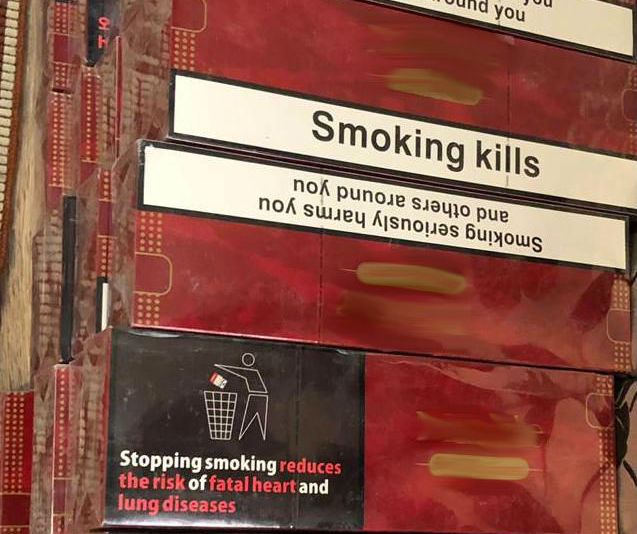 you
ound you
Smoking kills
Smoking seriously harms you
and others around you
Stopping smoking reduces
the risk of fatal heart and
lung diseases